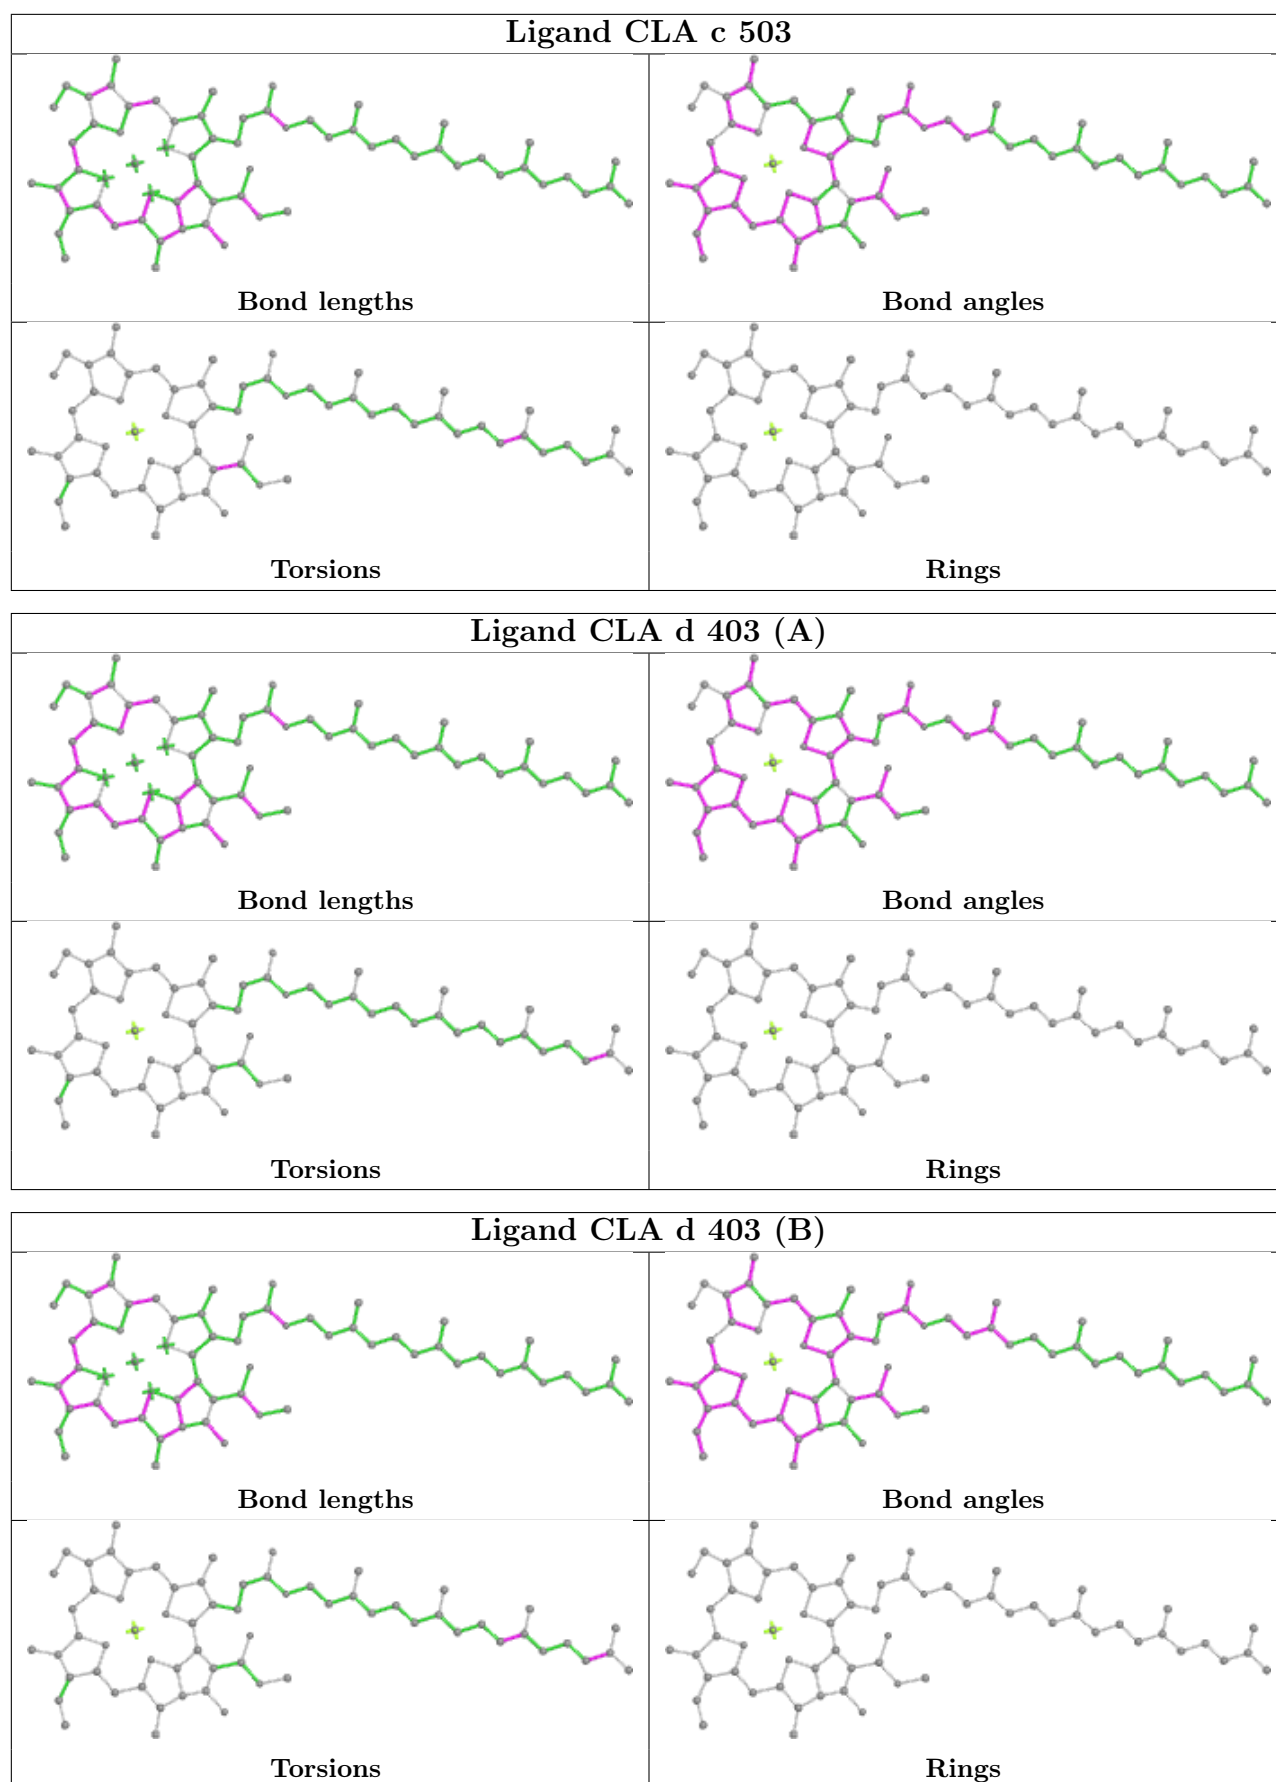 Ligand CLA c 503
Bond lengths
Bond angles
Torsions
Rings
Ligand CLA d 403 (A)
Bond lengths
Bond angles
Torsions
Rings
Ligand CLA d 403 (B)
Bond lengths
Bond angles
Torsions
Rings